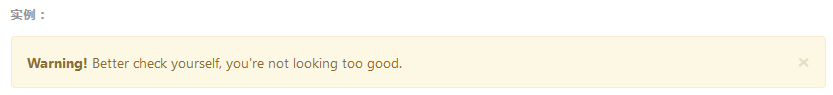 实例：
Warning! Better check yourself, you're not looking too good. ×